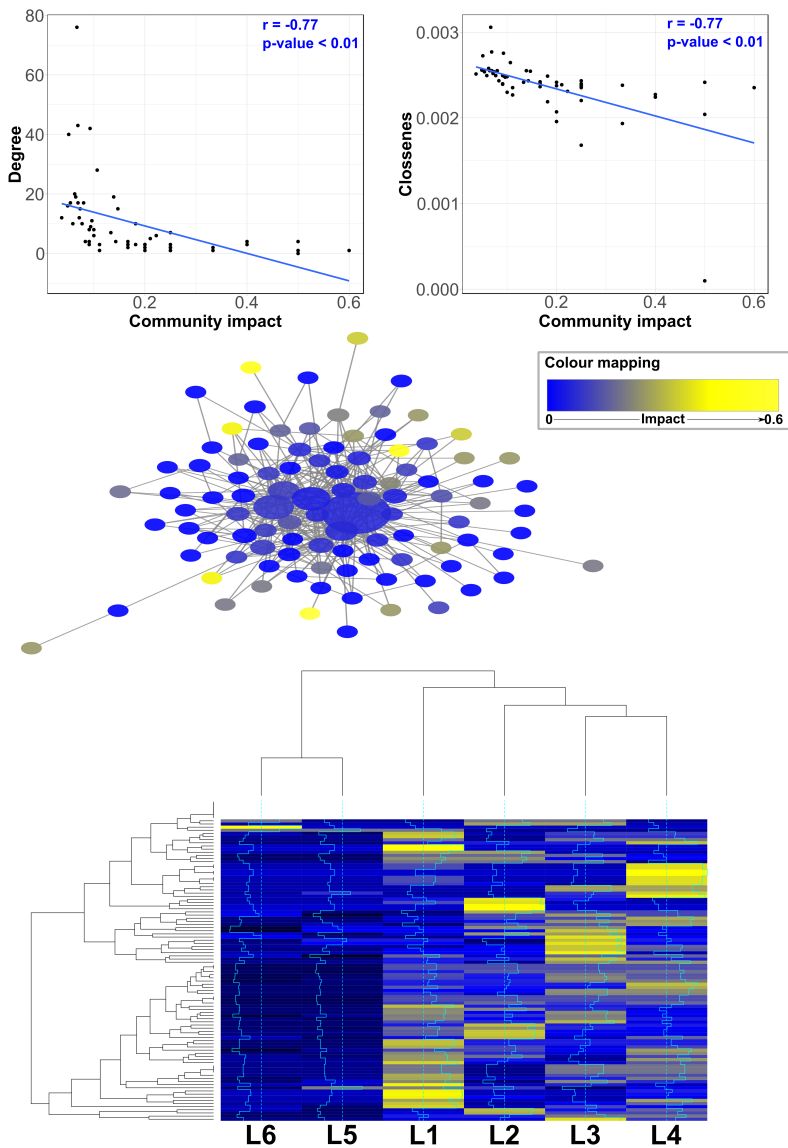 r = -0.77
p-value < 0.01
80
60
40
20
0
Degree
0.2
0.4
0.6
Community impact
r = -0.77
p-value < 0.01
0.003
0.002
0.001
0.000
Clossenes
0.2
0.4
0.6
Community impact
Colour mapping
0
Impact
0.6
L6
L5
L1
L2
L3
L4